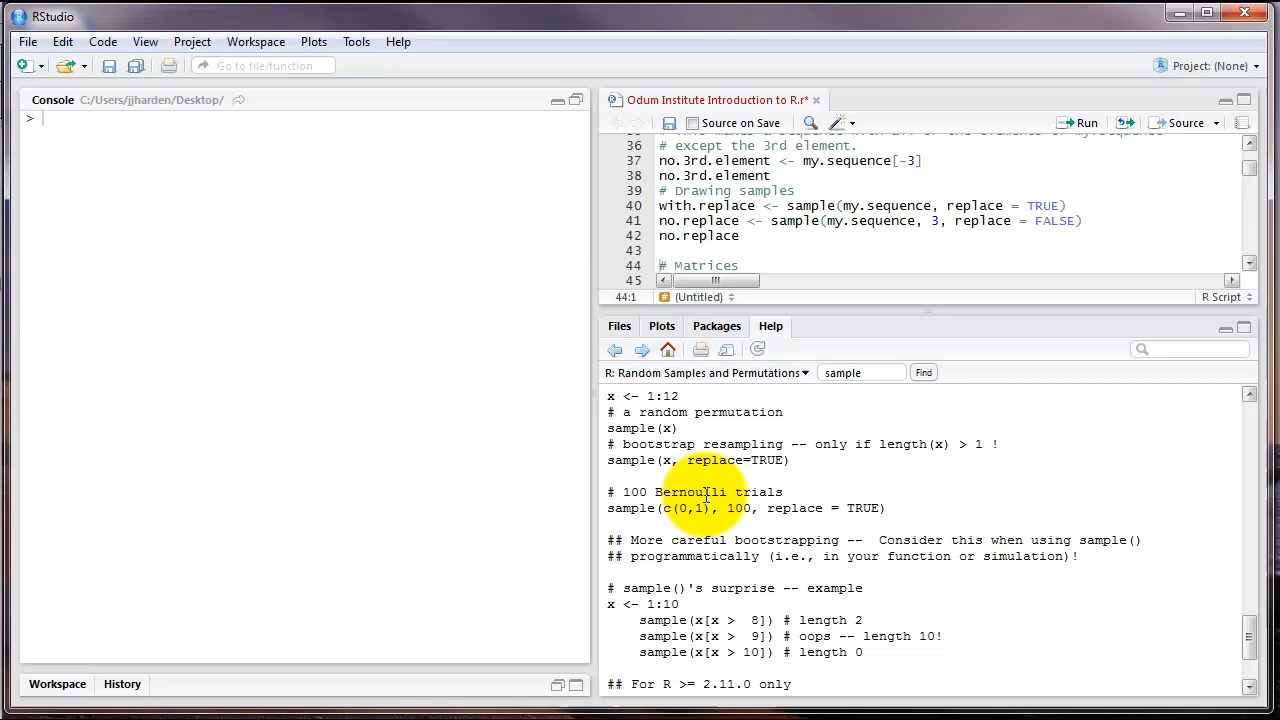 RStudio
File Edit Code View Project Workspace Plots Tools Help
Go to file/function
Project: (None)
Console C:/Users/jjharden/Desktop/
>
Odum Institute Introduction to R.r*
Source on Save
Run
Source
36 # except the 3rd element.
37 no.3rd.element <- my.sequence[-3]
38 no.3rd.element
39 # Drawing samples
40 with.replace <- sample(my.sequence, replace = TRUE)
41 no.replace <- sample(my.sequence, 3, replace = FALSE)
42 no.replace
43
44 # Matrices
45
44:1 (Untitled) R Script
Files Plots Packages Help
R: Random Samples and Permutations sample Find
x <- 1:12
# a random permutation
sample(x)
# bootstrap resampling -- only if length(x) > 1 !
sample(x, replace=TRUE)
# 100 Bernoulli trials
sample(c(0,1), 100, replace = TRUE)
## More careful bootstrapping -- Consider this when using sample()
## programmatically (i.e., in your function or simulation)!
# sample()'s surprise -- example
x <- 1:10
sample(x[x > 8]) # length 2
sample(x[x > 9]) # oops -- length 10!
sample(x[x > 10]) # length 0
## For R >= 2.11.0 only
Workspace History